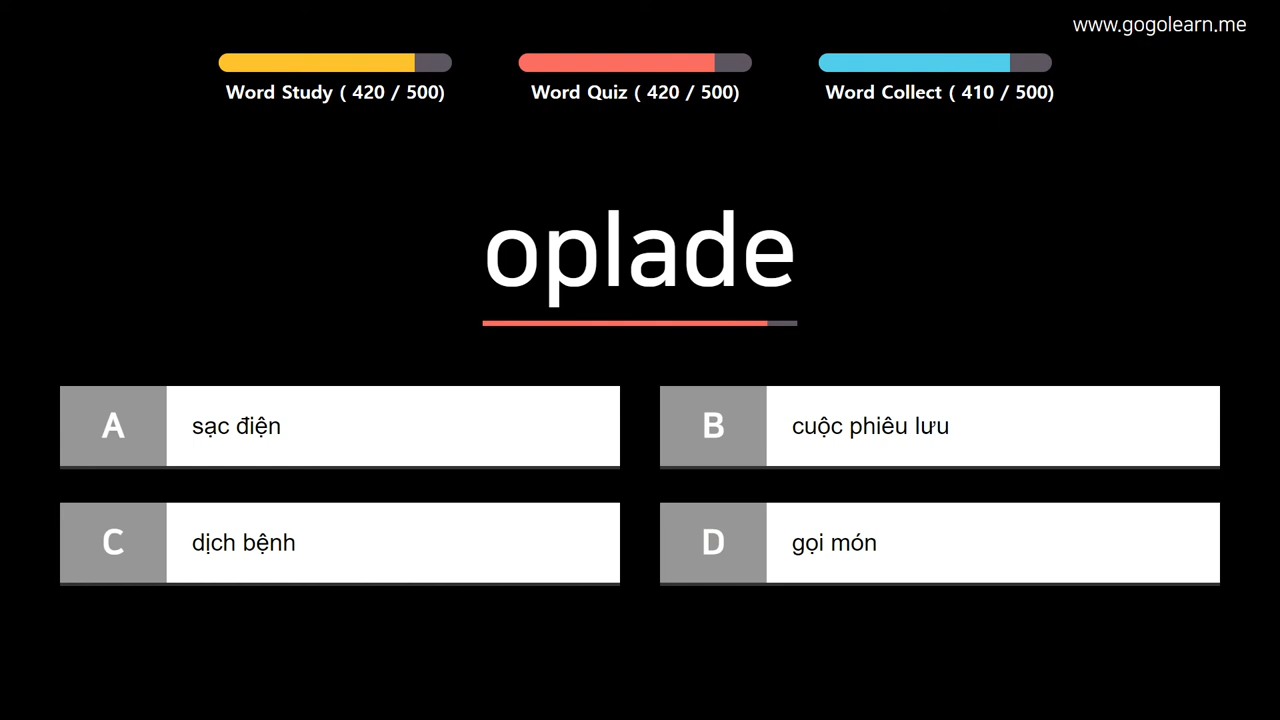 www.gogolearn.me
Word Study ( 420 / 500)
Word Quiz ( 420 / 500)
Word Collect ( 410 / 500)
oplade
A sạc điện
B cuộc phiêu lưu
C dịch bệnh
D gọi món